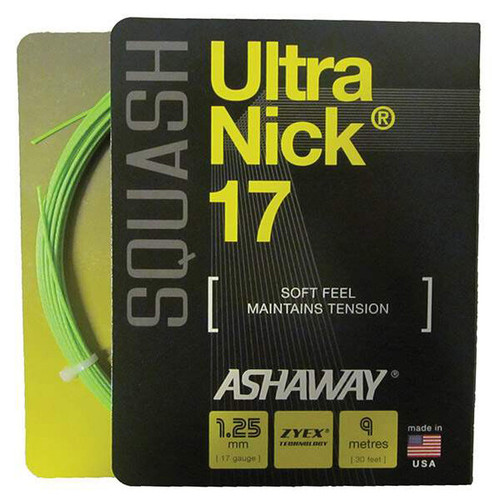 SQUASH
Ultra
Nick®
17
[ SOFT FEEL
MAINTAINS TENSION ]
ASHAWAY®
1.25
mm
[ 17 gauge ]
ZYEX®
TECHNOLOGY
9
metres
[ 30 feet ]
made in
USA